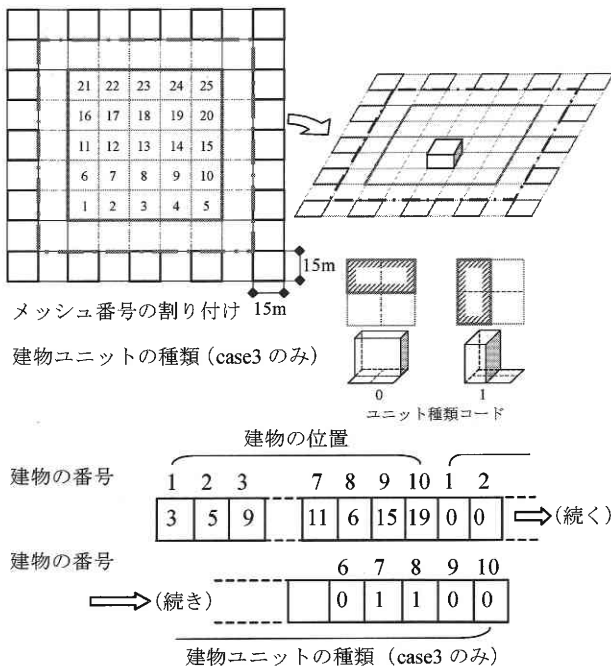 21 22 23 24 25
16 17 18 19 20
11 12 13 14 15
6 7 8 9 10
1 2 3 4 5
15m
メッシュ番号の割り付け 15m
建物ユニットの種類(case3 のみ)
0 1
ユニット種類コード
建物の位置
建物の番号 1 2 3 7 8 9 10 1 2
3 5 9 11 6 15 19 0 0 (続く)
建物の番号 6 7 8 9 10
(続き) 0 1 1 0 0
建物ユニットの種類 (case3 のみ)